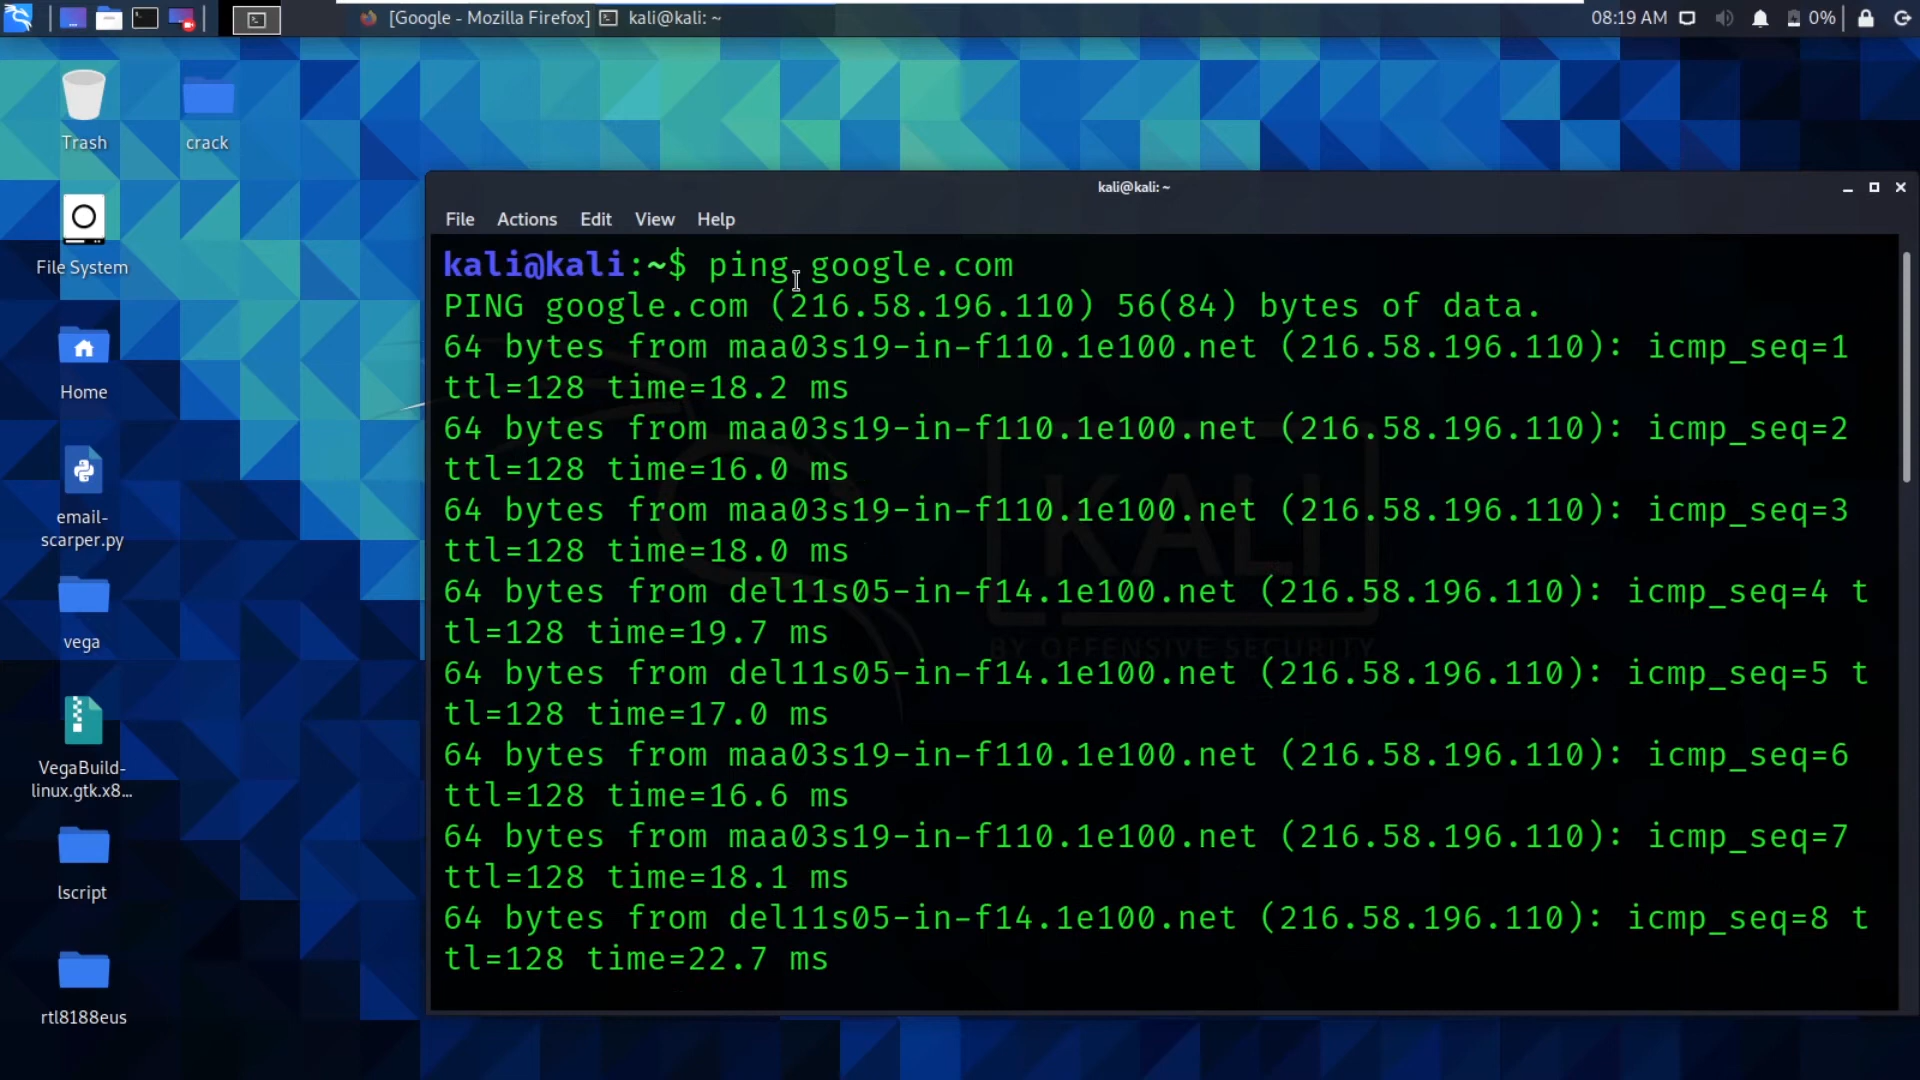 [Google - Mozilla Firefox]
kali@kali: ~
08:19 AM
0%
Trash
crack
File System
Home
email-
scarper.py
vega
VegaBuild-
linux.gtk.x8...
lscript
rtl8188eus
kali@kali: ~
File Actions Edit View Help
kali@kali:~$ ping google.com
PING google.com (216.58.196.110) 56(84) bytes of data.
64 bytes from maa03s19-in-f110.1e100.net (216.58.196.110): icmp_seq=1
ttl=128 time=18.2 ms
64 bytes from maa03s19-in-f110.1e100.net (216.58.196.110): icmp_seq=2
ttl=128 time=16.0 ms
64 bytes from maa03s19-in-f110.1e100.net (216.58.196.110): icmp_seq=3
ttl=128 time=18.0 ms
64 bytes from del11s05-in-f14.1e100.net (216.58.196.110): icmp_seq=4 t
tl=128 time=19.7 ms
64 bytes from del11s05-in-f14.1e100.net (216.58.196.110): icmp_seq=5 t
tl=128 time=17.0 ms
64 bytes from maa03s19-in-f110.1e100.net (216.58.196.110): icmp_seq=6
ttl=128 time=16.6 ms
64 bytes from maa03s19-in-f110.1e100.net (216.58.196.110): icmp_seq=7
ttl=128 time=18.1 ms
64 bytes from del11s05-in-f14.1e100.net (216.58.196.110): icmp_seq=8 t
tl=128 time=22.7 ms
KALI
BY OFFENSIVE SECURITY